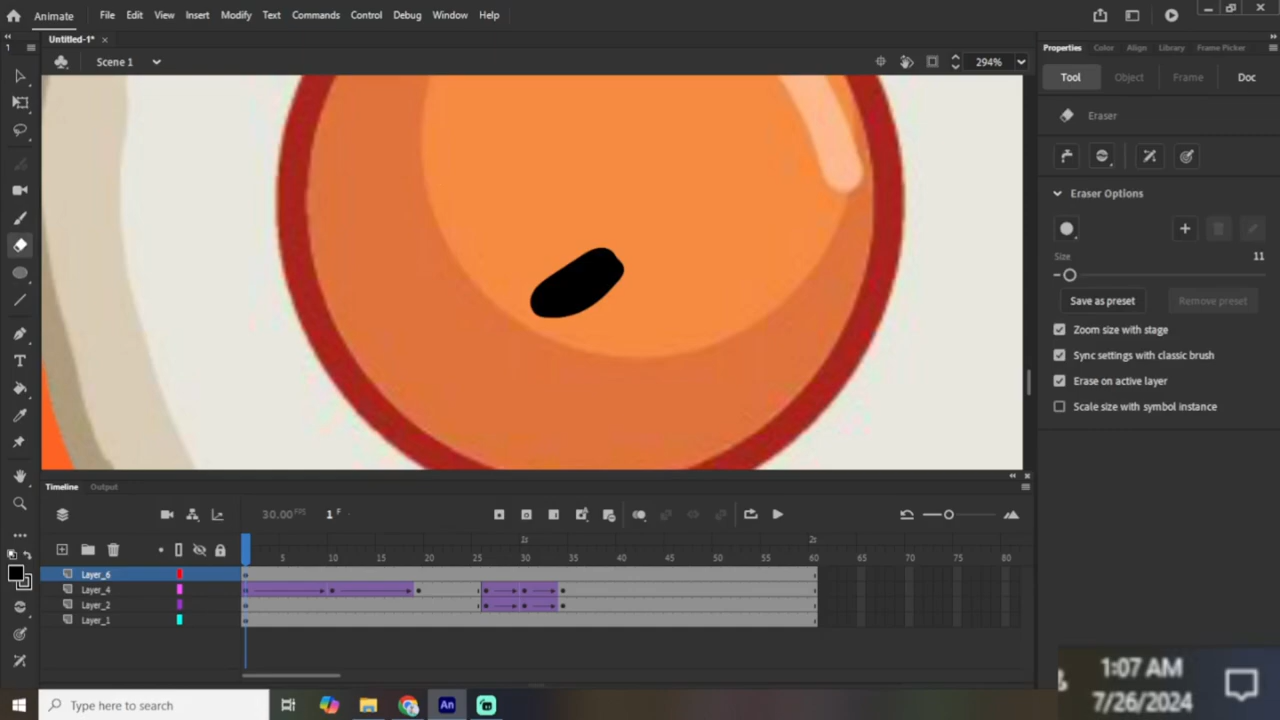 Animate File Edit View Insert Modify Text Commands Control Debug Window Help
Untitled-1* ×
1
Scene 1 294%
Properties Color Align Library Frame Picker
Tool Object Frame Doc
Eraser
Eraser Options
Size 11
Save as preset Remove preset
Zoom size with stage
Sync settings with classic brush
Erase on active layer
Scale size with symbol instance
Timeline Output
30.00 FPS 1 F
1s 2s
5 10 15 20 25 30 35 40 45 50 55 60 65 70 75 80
Layer_6
Layer_4
Layer_2
Layer_1
Type here to search
An
1:07 AM
7/26/2024